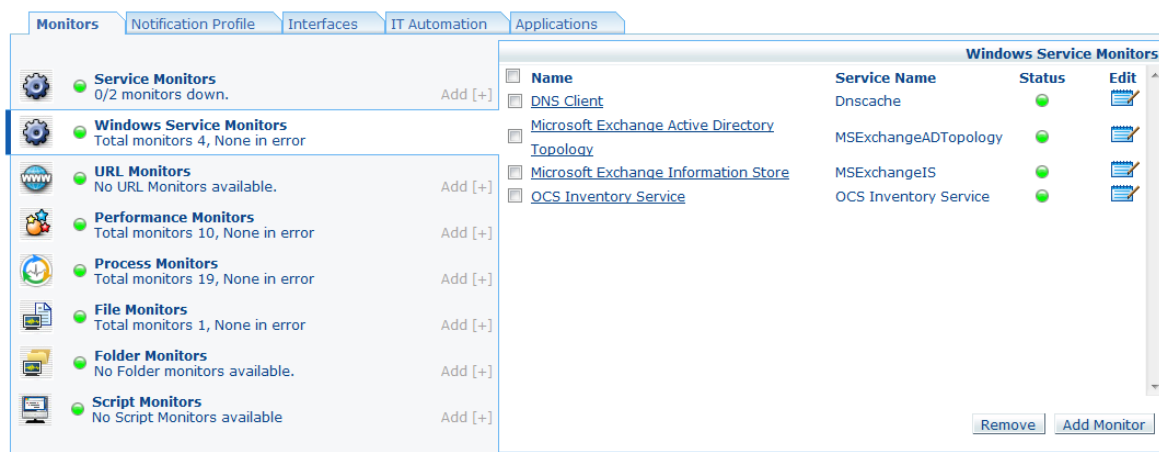 Monitors
Notification Profile
Interfaces
IT Automation
Applications
Service Monitors
0/2 monitors down.
Add [+]
Windows Service Monitors
Total monitors 4, None in error
URL Monitors
No URL Monitors available.
Add [+]
Performance Monitors
Total monitors 10, None in error
Add [+]
Process Monitors
Total monitors 19, None in error
Add [+]
File Monitors
Total monitors 1, None in error
Add [+]
Folder Monitors
No Folder monitors available.
Add [+]
Script Monitors
No Script Monitors available
Add [+]
Windows Service Monitors
Name Service Name Status Edit
DNS Client Dnscache
Microsoft Exchange Active Directory
Topology
MSExchangeADTopology
Microsoft Exchange Information Store MSExchangeIS
OCS Inventory Service OCS Inventory Service
Remove
Add Monitor